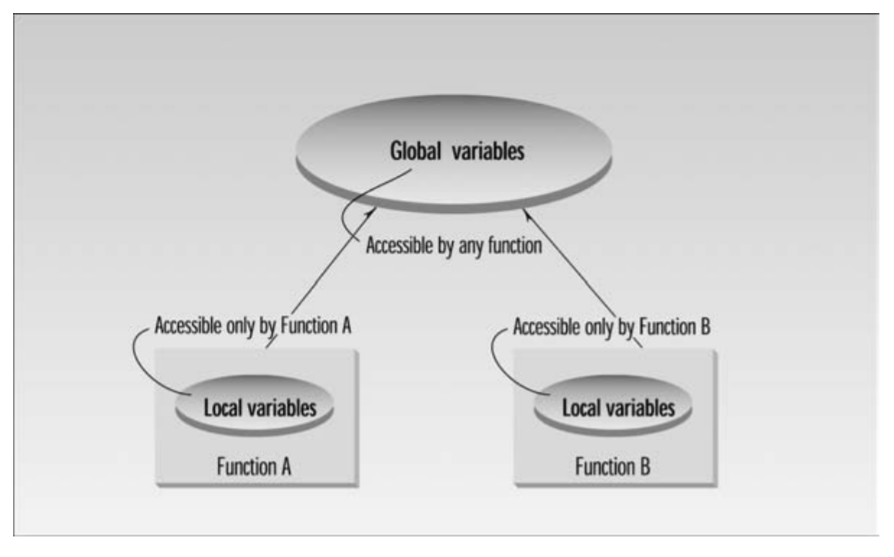 Global variables
Accessible by any function
Accessible only by Function A
Accessible only by Function B
Local variables
Local variables
Function A
Function B